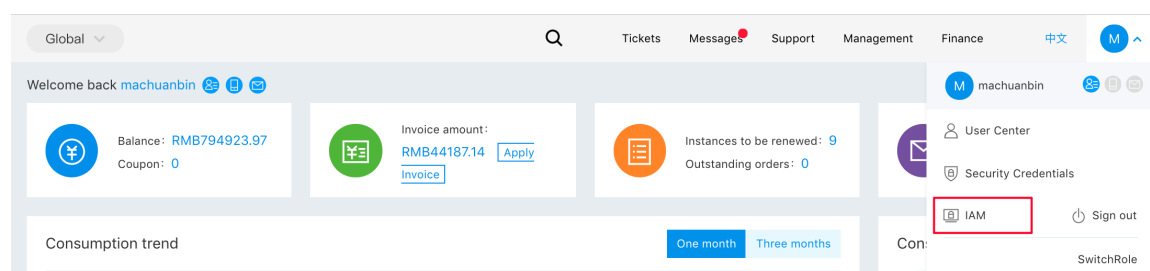 Global Tickets Messages Support Management Finance 中文 M
Welcome back machuanbin
M machuanbin
Balance: RMB794923.97
Coupon: 0
Invoice amount:
RMB44187.14 Apply
Invoice
Instances to be renewed: 9
Outstanding orders: 0
User Center
Security Credentials
IAM Sign out
SwitchRole
Consumption trend One month Three months